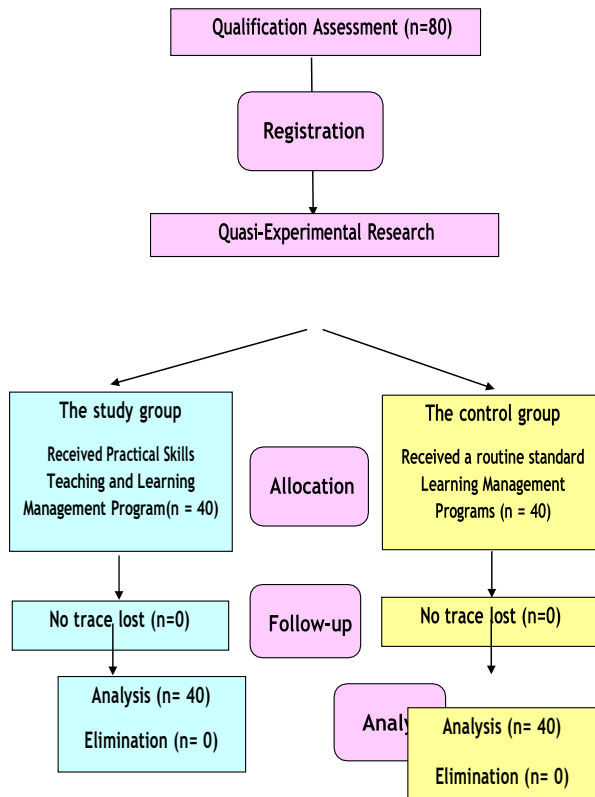 Qualification Assessment (n=80)
Registration
Quasi-Experimental Research
The study group
Received Practical Skills
Teaching and Learning
Management Program(n = 40)
Allocation
The control group
Received a routine standard
Learning Management
Programs (n = 40)
No trace lost (n=0)
Follow-up
No trace lost (n=0)
Analysis (n= 40)
Elimination (n= 0)
Analysis (n= 40)
Elimination (n= 0)